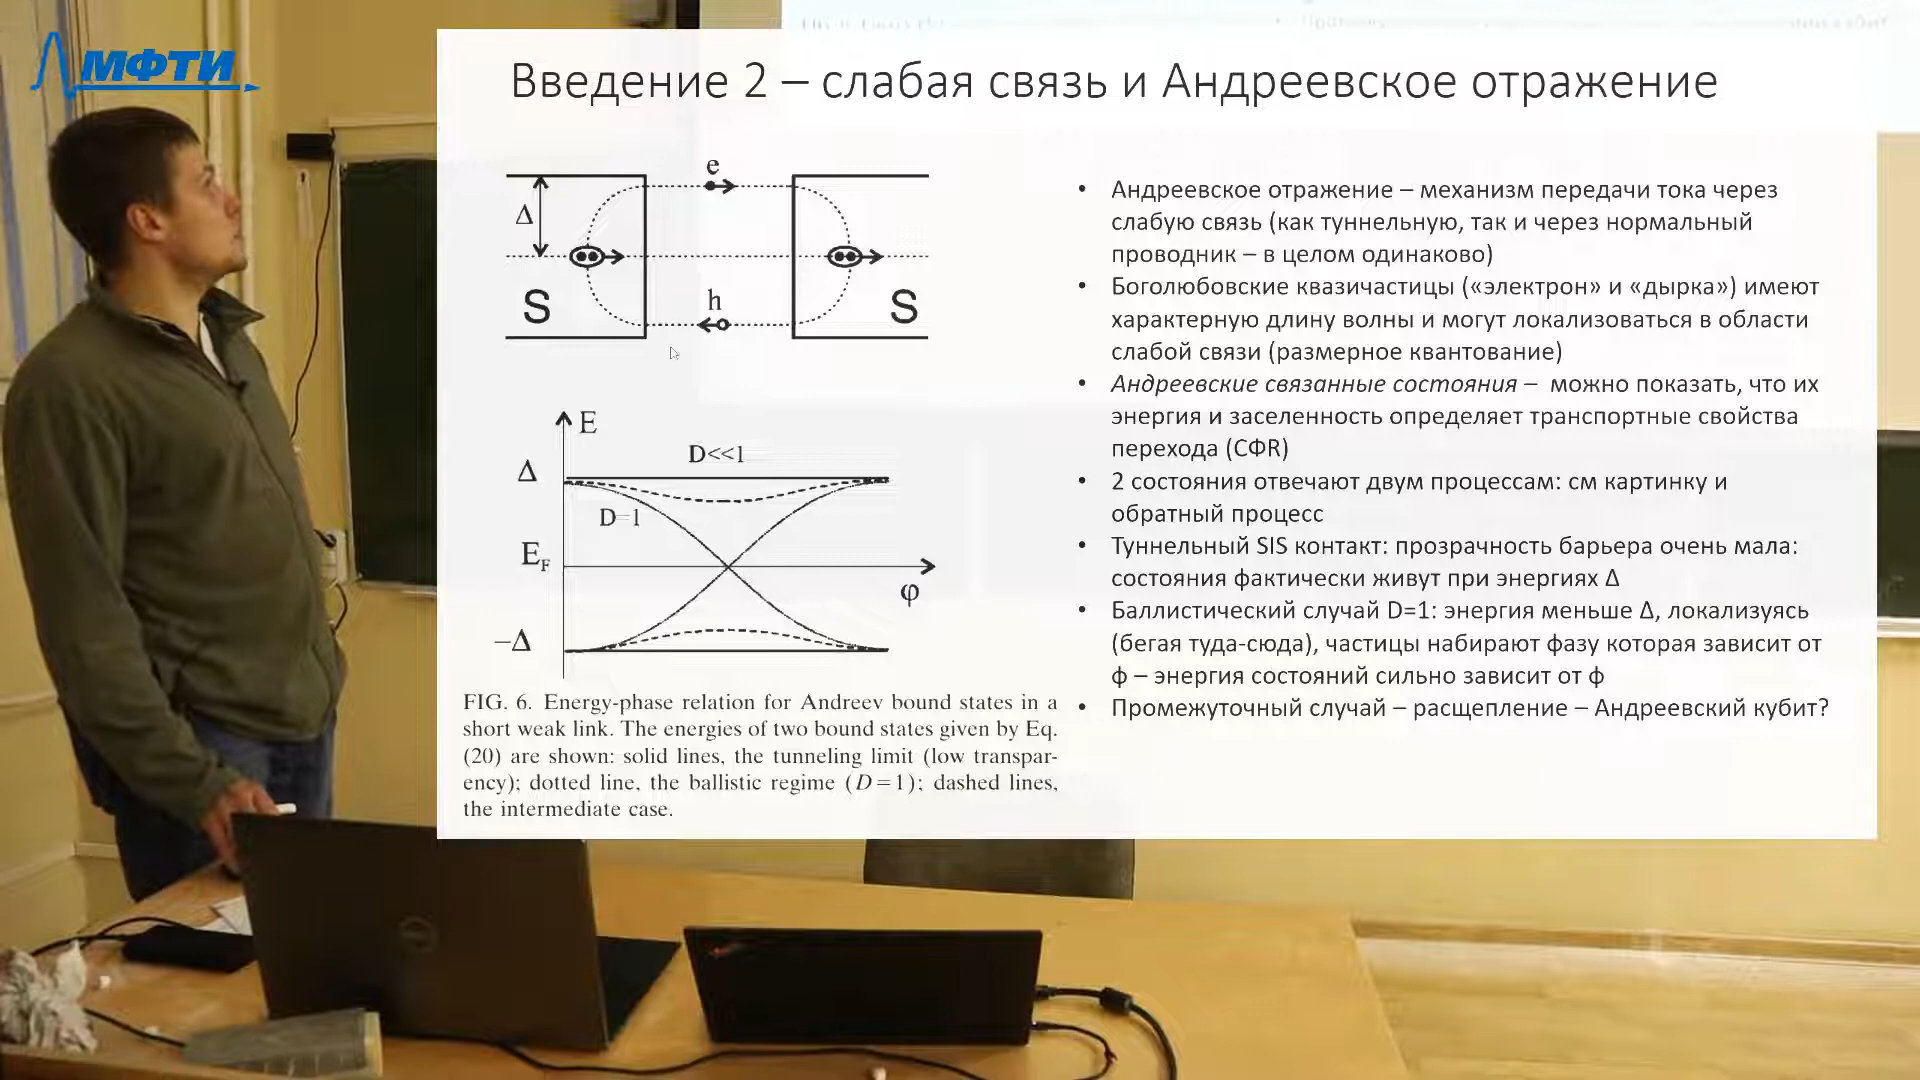 МФТИ
Введение 2 – слабая связь и Андреевское отражение
e
Δ
h
S
S
E
D<<1
Δ
D=1
E_F
φ
−Δ
FIG. 6. Energy-phase relation for Andreev bound states in a
short weak link. The energies of two bound states given by Eq.
(20) are shown: solid lines, the tunneling limit (low transpar-
ency); dotted line, the ballistic regime (D=1); dashed lines,
the intermediate case.
• Андреевское отражение – механизм передачи тока через
слабую связь (как туннельную, так и через нормальный
проводник – в целом одинаково)
• Боголюбовские квазичастицы («электрон» и «дырка») имеют
характерную длину волны и могут локализоваться в области
слабой связи (размерное квантование)
• Андреевские связанные состояния – можно показать, что их
энергия и заселенность определяет транспортные свойства
перехода (СФR)
• 2 состояния отвечают двум процессам: см картинку и
обратный процесс
• Туннельный SIS контакт: прозрачность барьера очень мала:
состояния фактически живут при энергиях Δ
• Баллистический случай D=1: энергия меньше Δ, локализуясь
(бегая туда-сюда), частицы набирают фазу которая зависит от
ф – энергия состояний сильно зависит от ф
• Промежуточный случай – расщепление – Андреевский кубит?